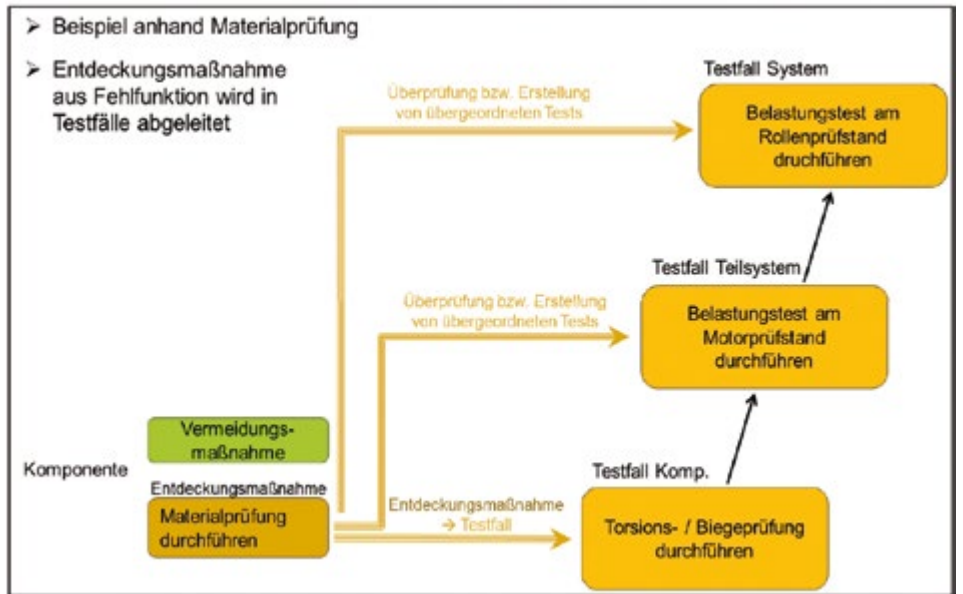 ➢ Beispiel anhand Materialprüfung
➢ Entdeckungsmaßnahme
aus Fehlfunktion wird in
Testfälle abgeleitet
Testfall System
Überprüfung bzw. Erstellung
von übergeordneten Tests
Belastungstest am
Rollenprüfstand
druchführen
Testfall Teilsystem
Überprüfung bzw. Erstellung
von übergeordneten Tests
Belastungstest am
Motorprüfstand
durchführen
Vermeidungs-
maßnahme
Komponente
Entdeckungsmaßnahme
Materialprüfung
durchführen
Entdeckungsmaßnahme
→ Testfall
Testfall Komp.
Torsions- / Biegeprüfung
durchführen